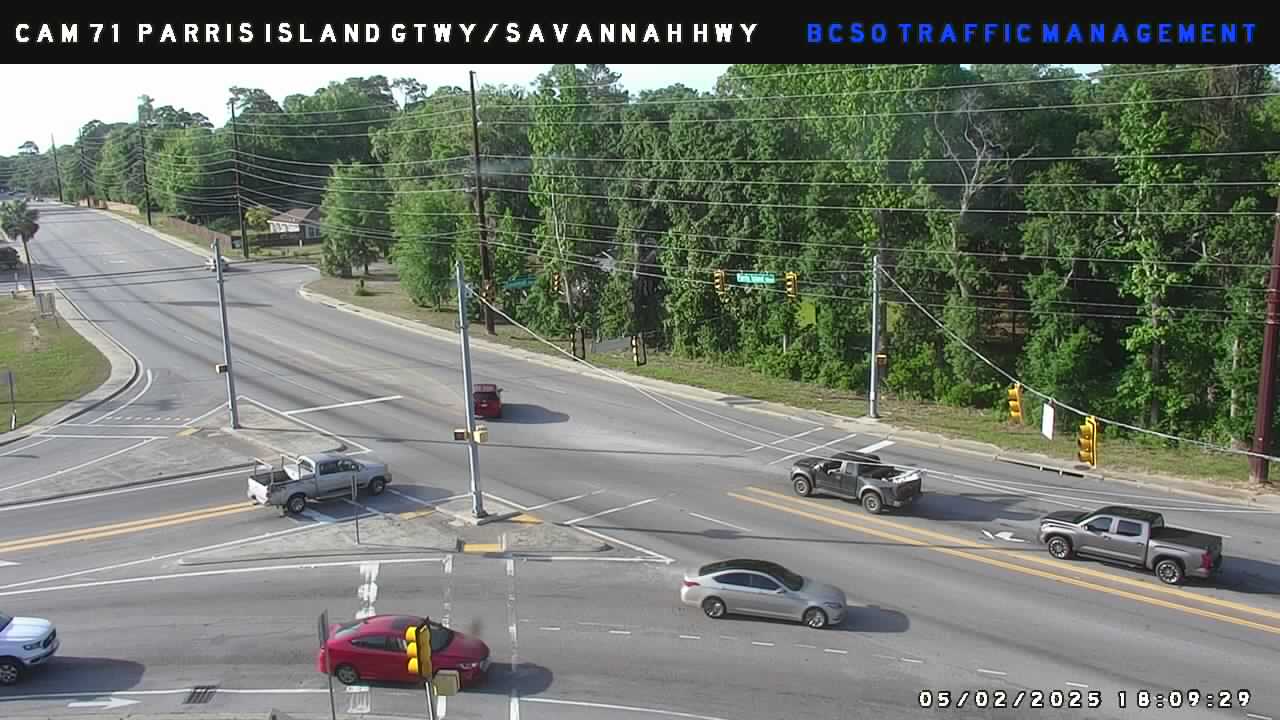 CAM 71 PARRIS ISLAND GTWY/SAVANNAH HWY BCSO TRAFFIC MANAGEMENT
05/02/2025 18:09:29